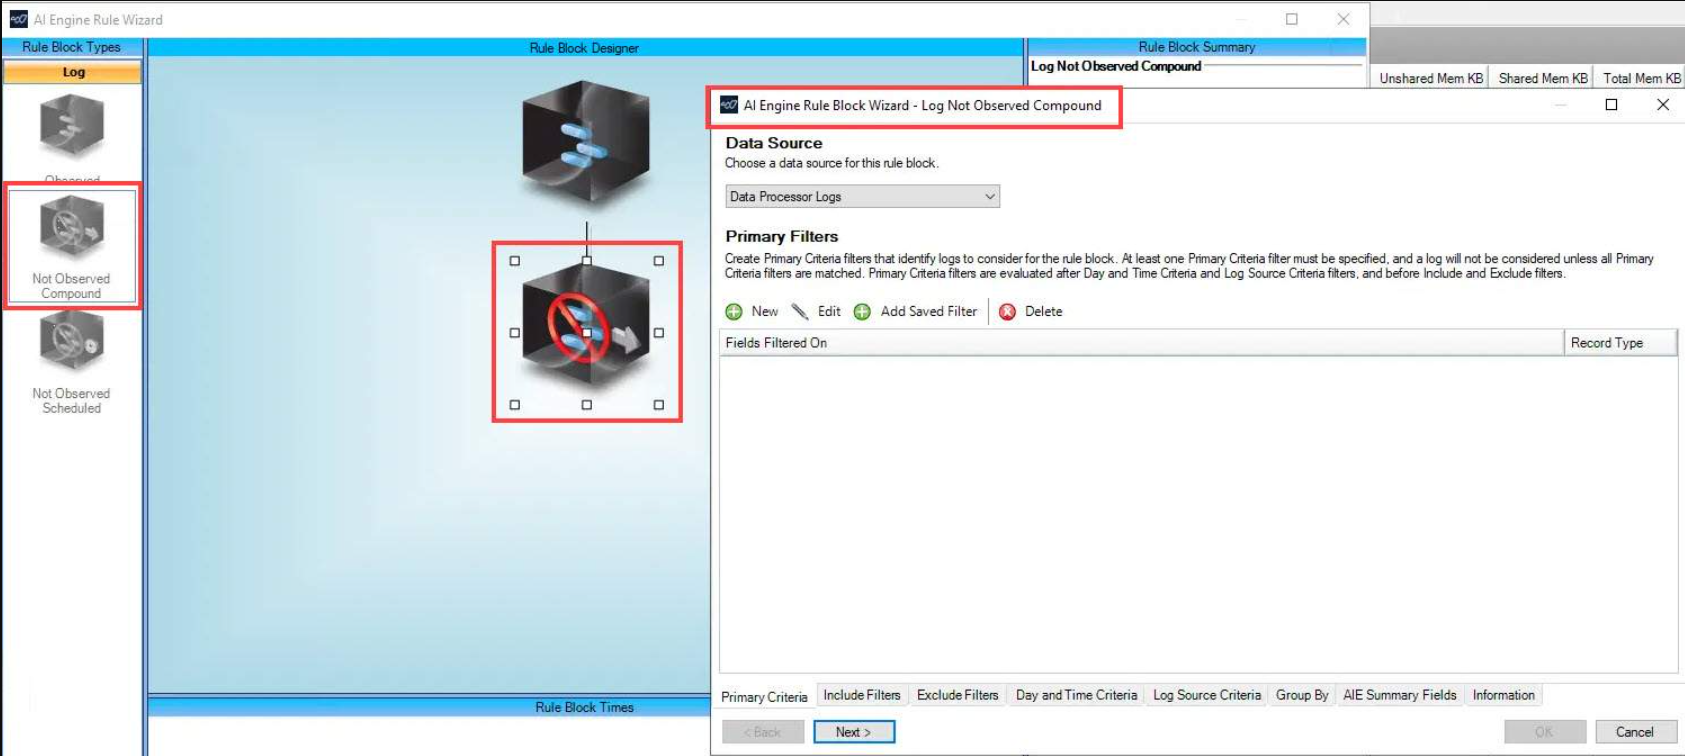 AI Engine Rule Wizard
Rule Block Types
Rule Block Designer
Rule Block Summary
Log
Log Not Observed Compound
Unshared Mem KB
Shared Mem KB
Total Mem KB
Observed
Not Observed
Compound
Not Observed
Scheduled
Rule Block Times
AI Engine Rule Block Wizard - Log Not Observed Compound
Data Source
Choose a data source for this rule block.
Data Processor Logs
Primary Filters
Create Primary Criteria filters that identify logs to consider for the rule block. At least one Primary Criteria filter must be specified, and a log will not be considered unless all Primary
Criteria filters are matched. Primary Criteria filters are evaluated after Day and Time Criteria and Log Source Criteria filters, and before Include and Exclude filters.
New Edit Add Saved Filter Delete
Fields Filtered On
Record Type
Primary Criteria Include Filters Exclude Filters Day and Time Criteria Log Source Criteria Group By AIE Summary Fields Information
< Back Next > OK Cancel